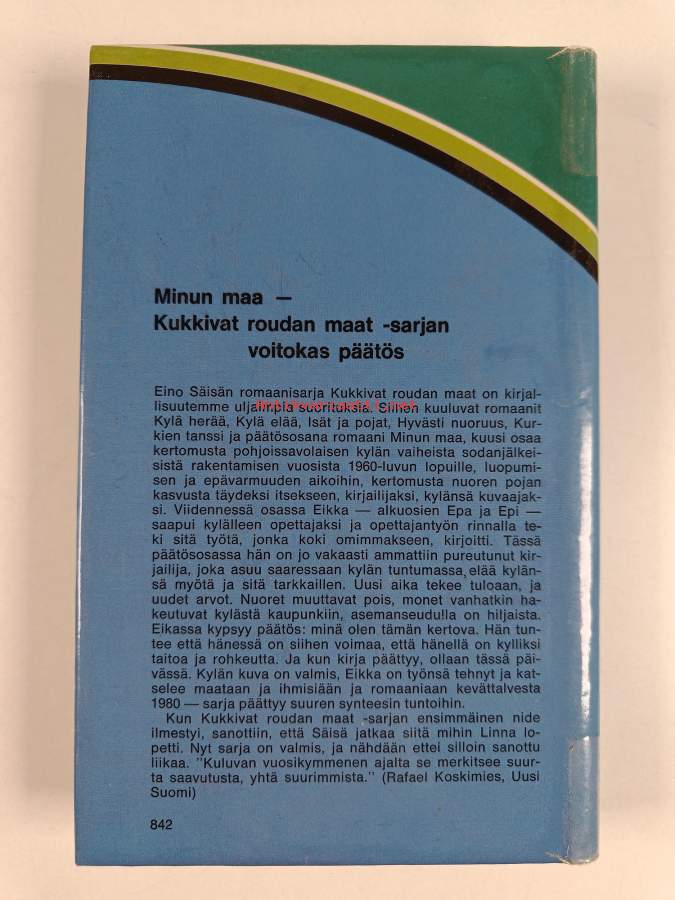 Minun maa —
Kukkivat roudan maat -sarjan
voitokas päätös
Eino Säisän romaanisarja Kukkivat roudan maat on kirjal-
lisuutemme uljaimpia suorituksia. Siihen kuuluvat romaanit
Kylä herää, Kylä elää, Isät ja pojat, Hyvästi nuoruus, Kur-
kien tanssi ja päätösosana romaani Minun maa, kuusi osaa
kertomusta pohjoissavolaisen kylän vaiheista sodanjälkei-
sistä rakentamisen vuosista 1960-luvun lopuille, luopumi-
sen ja epävarmuuden aikoihin, kertomusta nuoren pojan
kasvusta täydeksi itsekseen, kirjailijaksi, kylänsä kuvaajak-
si. Viidennessä osassa Eikka — alkuosien Epa ja Epi —
saapui kylälleen opettajaksi ja opettajantyön rinnalla te-
ki sitä työtä, jonka koki omimmakseen, kirjoitti. Tässä
päätösosassa hän on jo vakaasti ammattiin pureutunut kir-
jailija, joka asuu saaressaan kylän tuntumassa, elää kylän-
sä myötä ja sitä tarkkaillen. Uusi aika tekee tuloaan, ja
uudet arvot. Nuoret muuttavat pois, monet vanhatkin ha-
keutuvat kylästä kaupunkiin, asemanseudulla on hiljaista.
Eikassa kypsyy päätös: minä olen tämän kertova. Hän tun-
tee että hänessä on siihen voimaa, että hänellä on kylliksi
taitoa ja rohkeutta. Ja kun kirja päättyy, ollaan tässä päi-
vässä. Kylän kuva on valmis, Eikka on työnsä tehnyt ja kat-
selee maataan ja ihmisiään ja romaaniaan kevättalvesta
1980 — sarja päättyy suuren synteesin tuntoihin.
Kun Kukkivat roudan maat -sarjan ensimmäinen nide
ilmestyi, sanottiin, että Säisä jatkaa siitä mihin Linna lo-
petti. Nyt sarja on valmis, ja nähdään ettei silloin sanottu
liikaa. "Kuluvan vuosikymmenen ajalta se merkitsee suur-
ta saavutusta, yhtä suurimmista." (Rafael Koskimies, Uusi
Suomi)
842